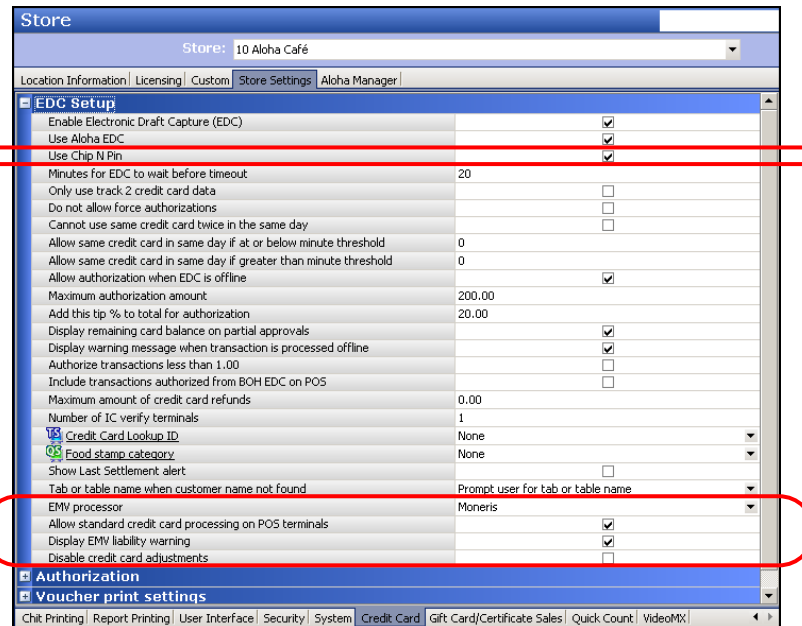 Store
Store: 10 Aloha Café
Location Information Licensing Custom Store Settings Aloha Manager
EDC Setup
Enable Electronic Draft Capture (EDC)
Use Aloha EDC
Use Chip N Pin
Minutes for EDC to wait before timeout 20
Only use track 2 credit card data
Do not allow force authorizations
Cannot use same credit card twice in the same day
Allow same credit card in same day if at or below minute threshold 0
Allow same credit card in same day if greater than minute threshold 0
Allow authorization when EDC is offline
Maximum authorization amount 200.00
Add this tip % to total for authorization 20.00
Display remaining card balance on partial approvals
Display warning message when transaction is processed offline
Authorize transactions less than 1.00
Include transactions authorized from BOH EDC on POS
Maximum amount of credit card refunds 0.00
Number of IC verify terminals 1
TS Credit Card Lookup ID None
QS Food stamp category None
Show Last Settlement alert
Tab or table name when customer name not found Prompt user for tab or table name
EMV processor Moneris
Allow standard credit card processing on POS terminals
Display EMV liability warning
Disable credit card adjustments
Authorization
Voucher print settings
Chit Printing Report Printing User Interface Security System Credit Card Gift Card/Certificate Sales Quick Count VideoMX